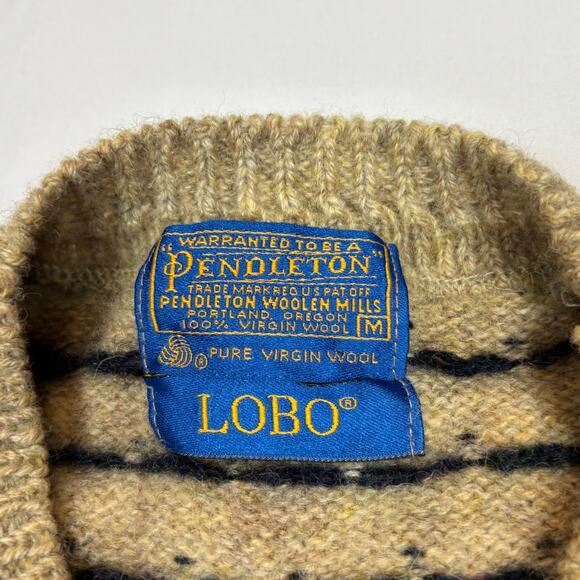 "WARRANTED TO BE A
PENDLETON"
TRADE MARK REG U S PAT OFF
PENDLETON WOOLEN MILLS
PORTLAND, OREGON
100% VIRGIN WOOL M
® PURE VIRGIN WOOL
LOBO®